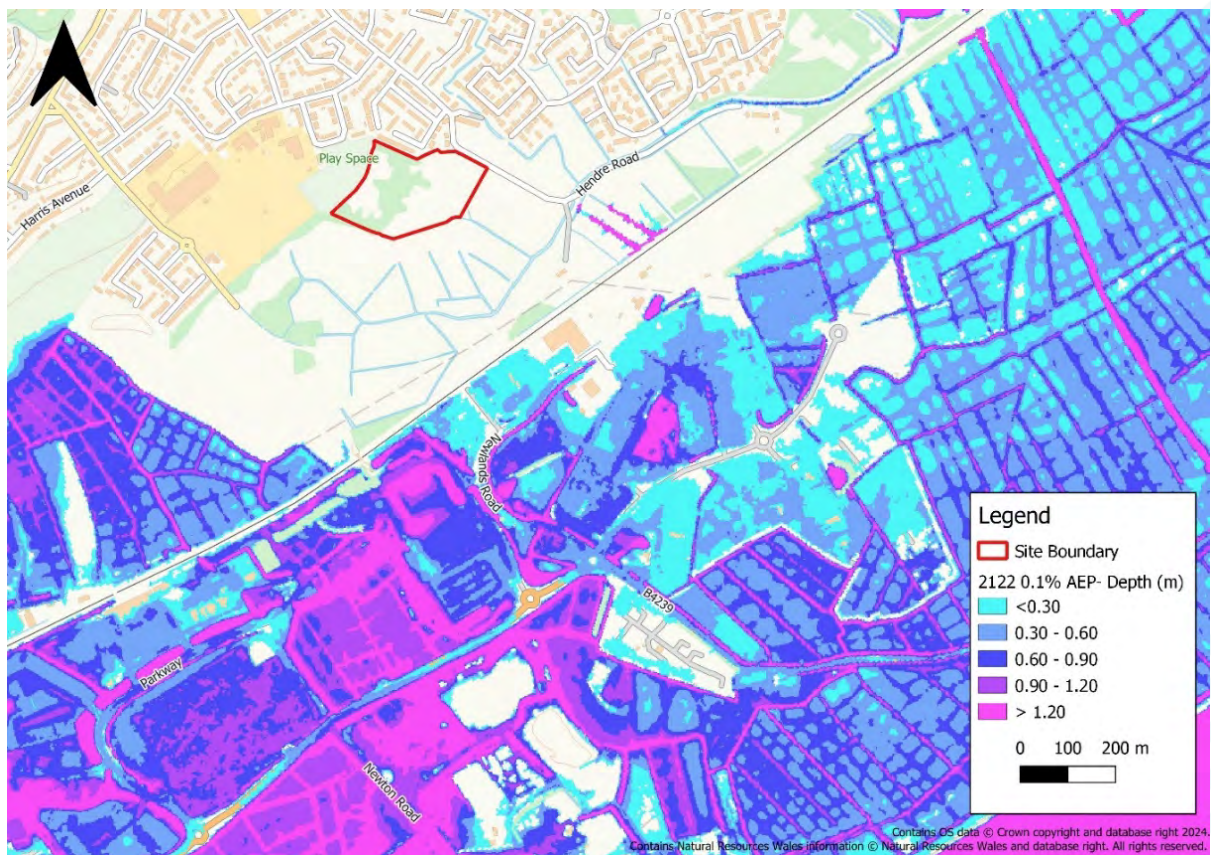 Play Space
Harris Avenue
Hendre Road
Newlands Road
B4239
Parkway
Newton Road
Legend
Site Boundary
2122 0.1% AEP- Depth (m)
<0.30
0.30 - 0.60
0.60 - 0.90
0.90 - 1.20
> 1.20
0 100 200 m
Contains OS data © Crown copyright and database right 2024.
Contains Natural Resources Wales information © Natural Resources Wales and database right. All rights reserved.